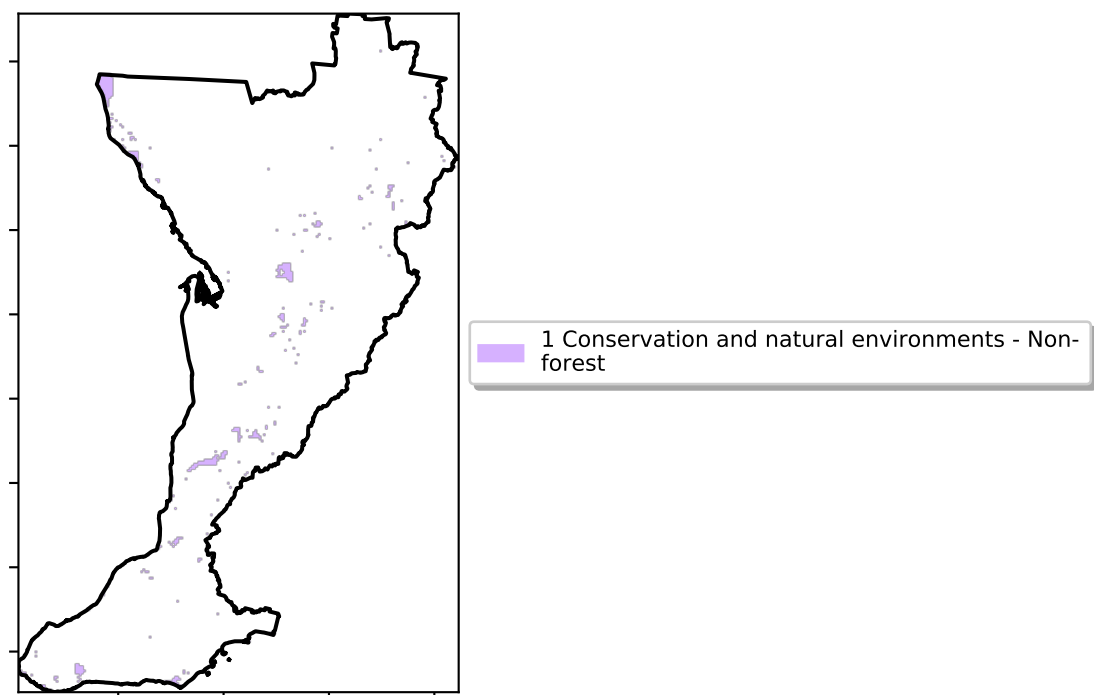 1 Conservation and natural environments - Non-
forest